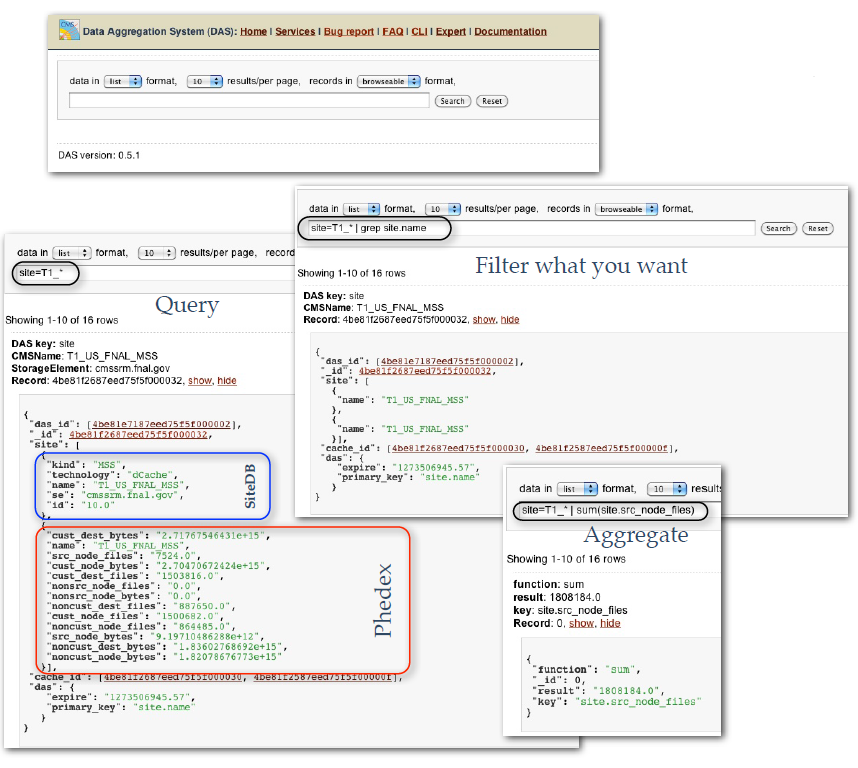 Data Aggregation System (DAS): Home | Services | Bug report | FAQ | CLI | Expert | Documentation
data in list format, 10 results/per page, records in browseable format,
Search Reset
DAS version: 0.5.1
data in list format, 10 results/per page, records in browseable format,
site=T1_* | grep site.name Search Reset
Showing 1-10 of 16 rows
Filter what you want
DAS key: site
CMSName: T1_US_FNAL_MSS
Record: 4be81f2687eed75f5f000032, show, hide
{
"das_id": [4be81e7187eed75f5f000002],
"_id": 4be81f2687eed75f5f000032,
"site": [
{
"name": "T1_US_FNAL_MSS"
},
{
"name": "T1_US_FNAL_MSS"
}],
"cache_id": [4be81f2687eed75f5f000030, 4be81f2587eed75f5f00000f],
"das": {
"expire": "1273506945.57",
"primary_key": "site.name"
}
}
data in list format, 10 results/per page, record
site=T1_*
Query
Showing 1-10 of 16 rows
DAS key: site
CMSName: T1_US_FNAL_MSS
StorageElement: cmssrm.fnal.gov
Record: 4be81f2687eed75f5f000032, show, hide
{
"das_id": [4be81e7187eed75f5f000002],
"_id": 4be81f2687eed75f5f000032,
"site": [
{
"kind": "MSS",
"technology": "dCache",
"name": "T1_US_FNAL_MSS",
"se": "cmssrm.fnal.gov",
"id": "10.0"
},
SiteDB
{
"cust_dest_bytes": "2.71767546431e+15",
"name": "T1_US_FNAL_MSS",
"src_node_files": "7524.0",
"cust_node_bytes": "2.70470672424e+15",
"cust_dest_files": "1503816.0",
"nonsrc_node_files": "0.0",
"nonsrc_node_bytes": "0.0",
"noncust_dest_files": "887650.0",
"cust_node_files": "1500682.0",
"noncust_node_files": "864485.0",
"src_node_bytes": "9.19710486288e+12",
"noncust_dest_bytes": "1.83602768692e+15",
"noncust_node_bytes": "1.82078676773e+15"
}],
Phedex
"cache_id": [4be81f2687eed75f5f000030, 4be81f2587eed75f5f00000f],
"das": {
"expire": "1273506945.57",
"primary_key": "site.name"
}
}
data in list format, 10 results
site=T1_* | sum(site.src_node_files)
Aggregate
Showing 1-10 of 16 rows
function: sum
result: 1808184.0
key: site.src_node_files
Record: 0, show, hide
{
"function": "sum",
"_id": 0,
"result": "1808184.0",
"key": "site.src_node_files"
}